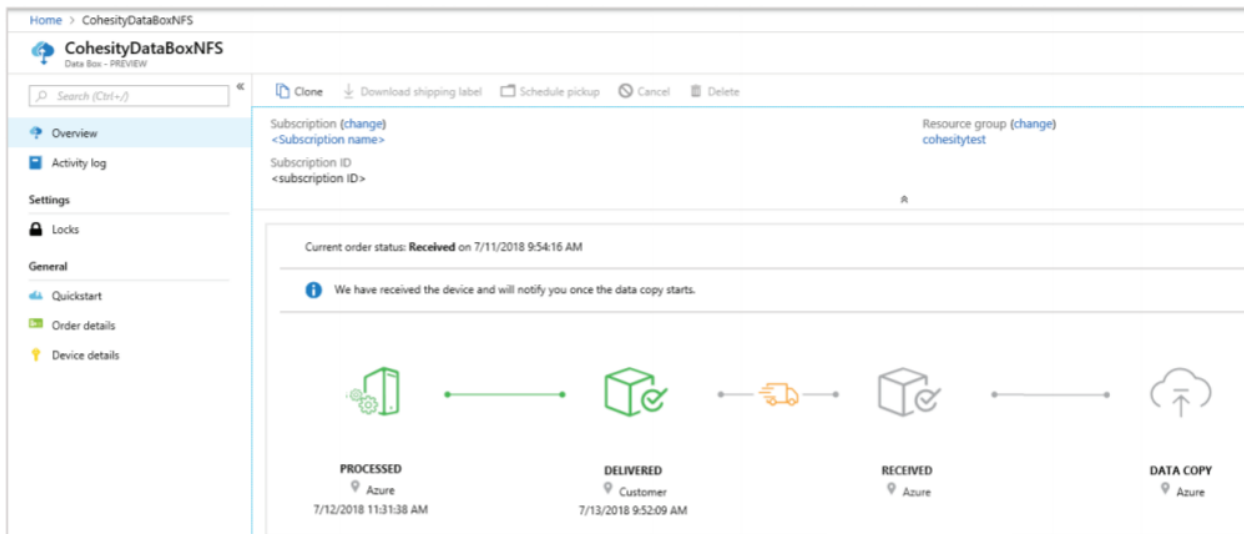 Home > CohesityDataBoxNFS
CohesityDataBoxNFS
Data Box - PREVIEW
Search (Ctrl+/)
Overview
Activity log
Settings
Locks
General
Quickstart
Order details
Device details
Clone Download shipping label Schedule pickup Cancel Delete
Subscription (change)
<Subscription name>
Subscription ID
<subscription ID>
Resource group (change)
cohesitytest
Current order status: Received on 7/11/2018 9:54:16 AM
We have received the device and will notify you once the data copy starts.
PROCESSED
Azure
7/12/2018 11:31:38 AM
DELIVERED
Customer
7/13/2018 9:52:09 AM
RECEIVED
Azure
DATA COPY
Azure